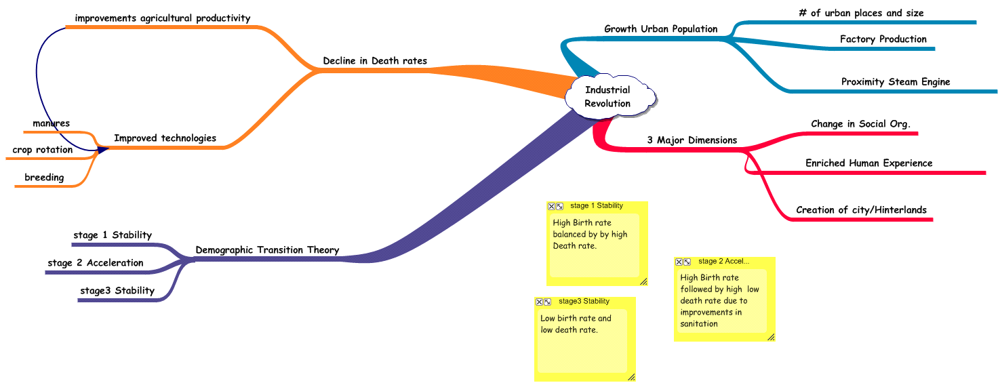 improvements agricultural productivity
Decline in Death rates
manures
Improved technologies
crop rotation
breeding
stage 1 Stability
Demographic Transition Theory
stage 2 Acceleration
stage3 Stability
Industrial
Revolution
# of urban places and size
Growth Urban Population
Factory Production
Proximity Steam Engine
Change in Social Org.
3 Major Dimensions
Enriched Human Experience
Creation of city/Hinterlands
stage 1 Stability
High Birth rate
balanced by by high
Death rate.
stage 2 Accel...
High Birth rate
followed by high low
death rate due to
improvements in
sanitation
stage3 Stability
Low birth rate and
low death rate.